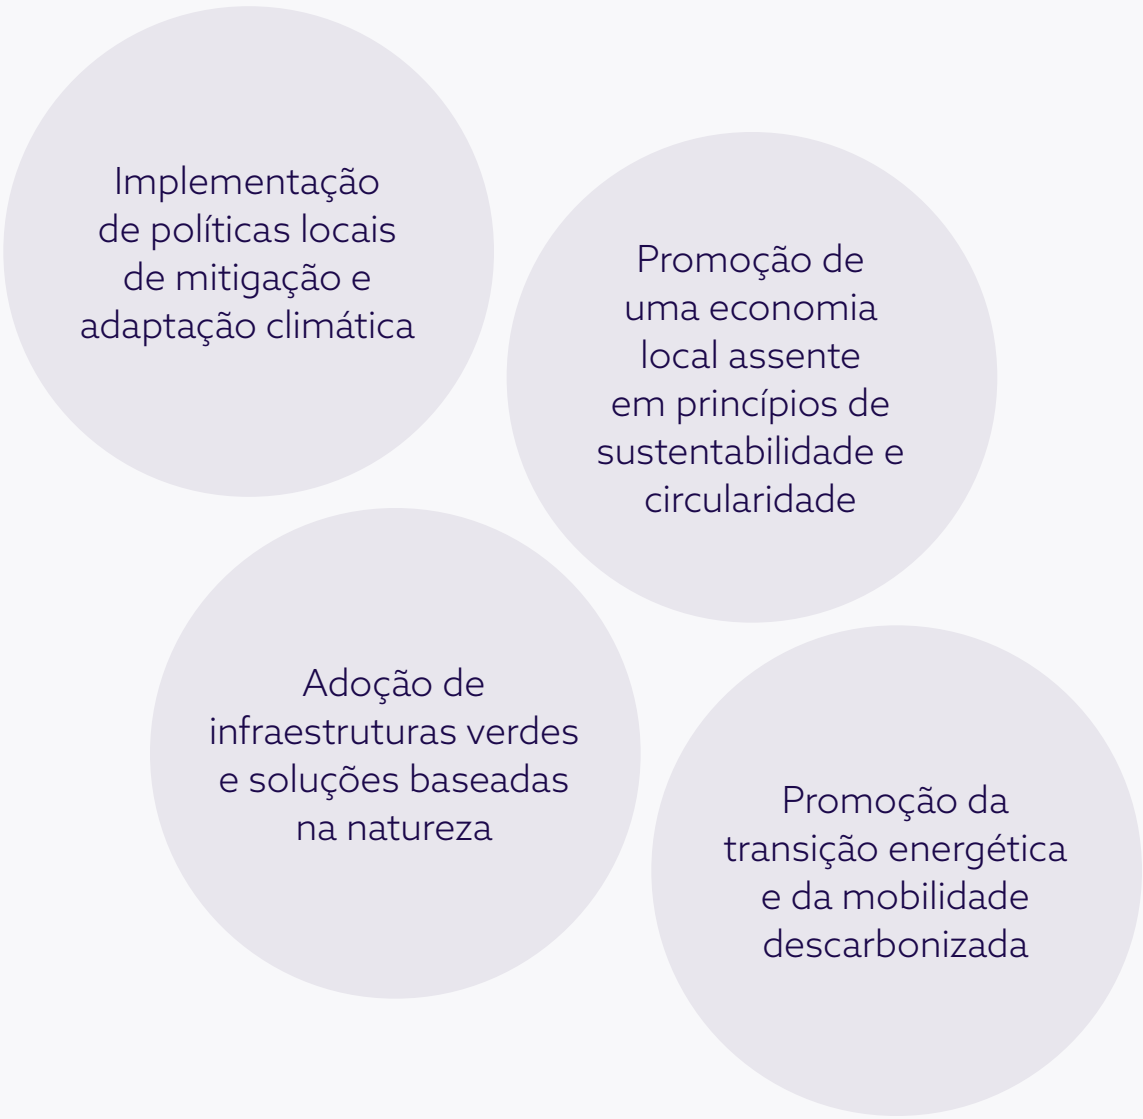 Implementação
de políticas locais
de mitigação e
adaptação climática
Promoção de
uma economia
local assente
em princípios de
sustentabilidade e
circularidade
Adoção de
infraestruturas verdes
e soluções baseadas
na natureza
Promoção da
transição energética
e da mobilidade
descarbonizada